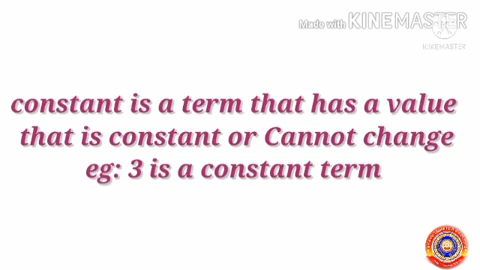 Made with KINEMASTER
KINEMASTER
constant is a term that has a value
that is constant or Cannot change
eg: 3 is a constant term